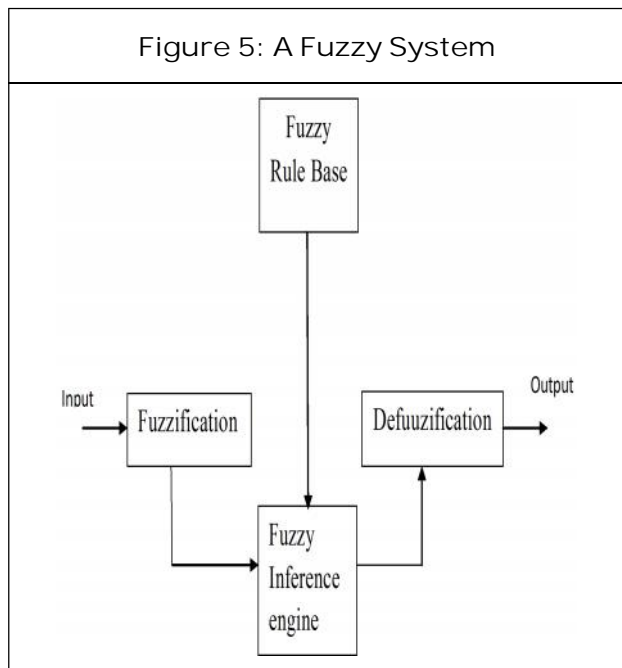 Figure 5: A Fuzzy System
Fuzzy
Rule Base
Input
Fuzzification
Defuuzification
Output
Fuzzy
Inference
engine